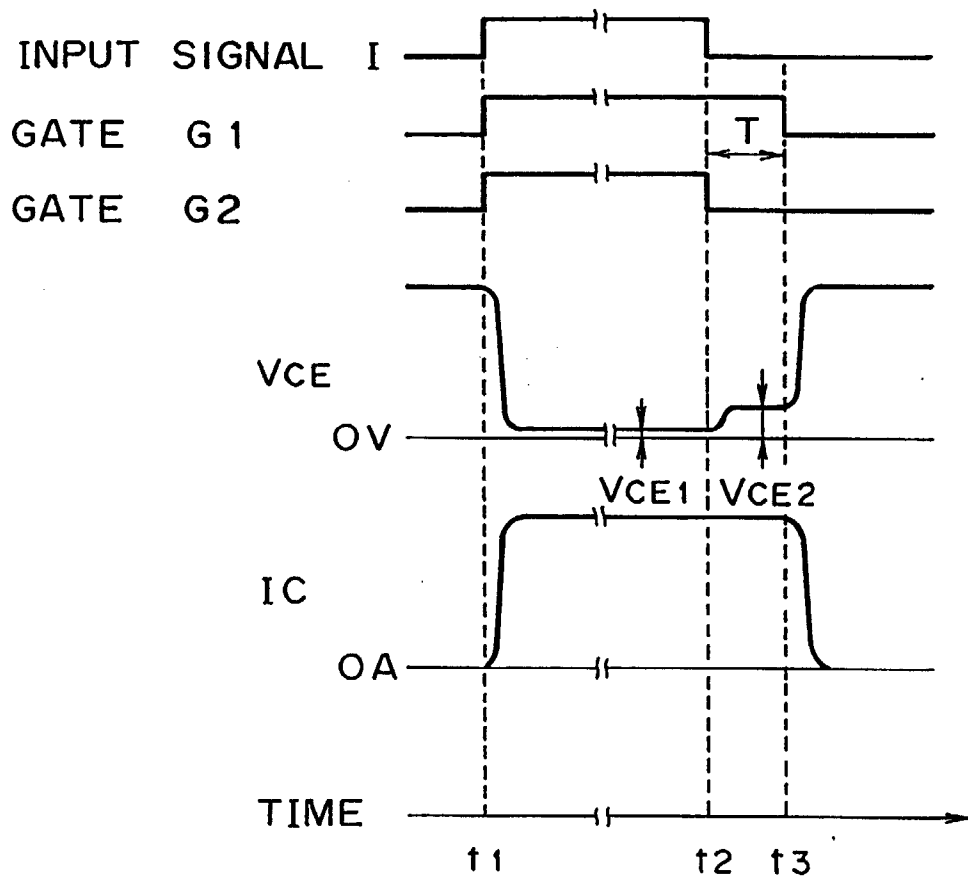 INPUT SIGNAL I
GATE G1
T
GATE G2
VCE
OV
VCE1 VCE2
IC
OA
TIME
t1 t2 t3